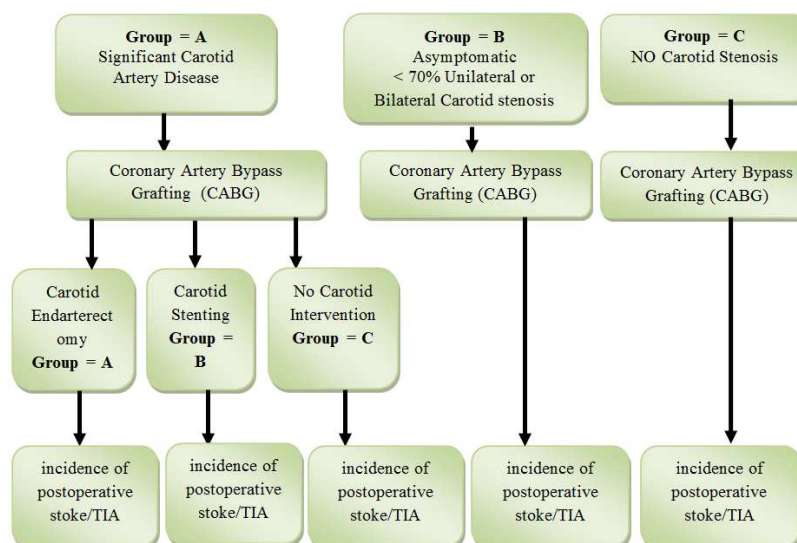 Group = A
Significant Carotid
Artery Disease
Group = B
Asymptomatic
< 70% Unilateral or
Bilateral Carotid stenosis
Group = C
NO Carotid Stenosis
Coronary Artery Bypass
Grafting (CABG)
Coronary Artery Bypass
Grafting (CABG)
Coronary Artery Bypass
Grafting (CABG)
Carotid
Endarterect
omy
Group = A
Carotid
Stenting
Group =
B
No Carotid
Intervention
Group = C
incidence of
postoperative
stoke/TIA
incidence of
postoperative
stoke/TIA
incidence of
postoperative
stoke/TIA
incidence of
postoperative
stoke/TIA
incidence of
postoperative
stoke/TIA